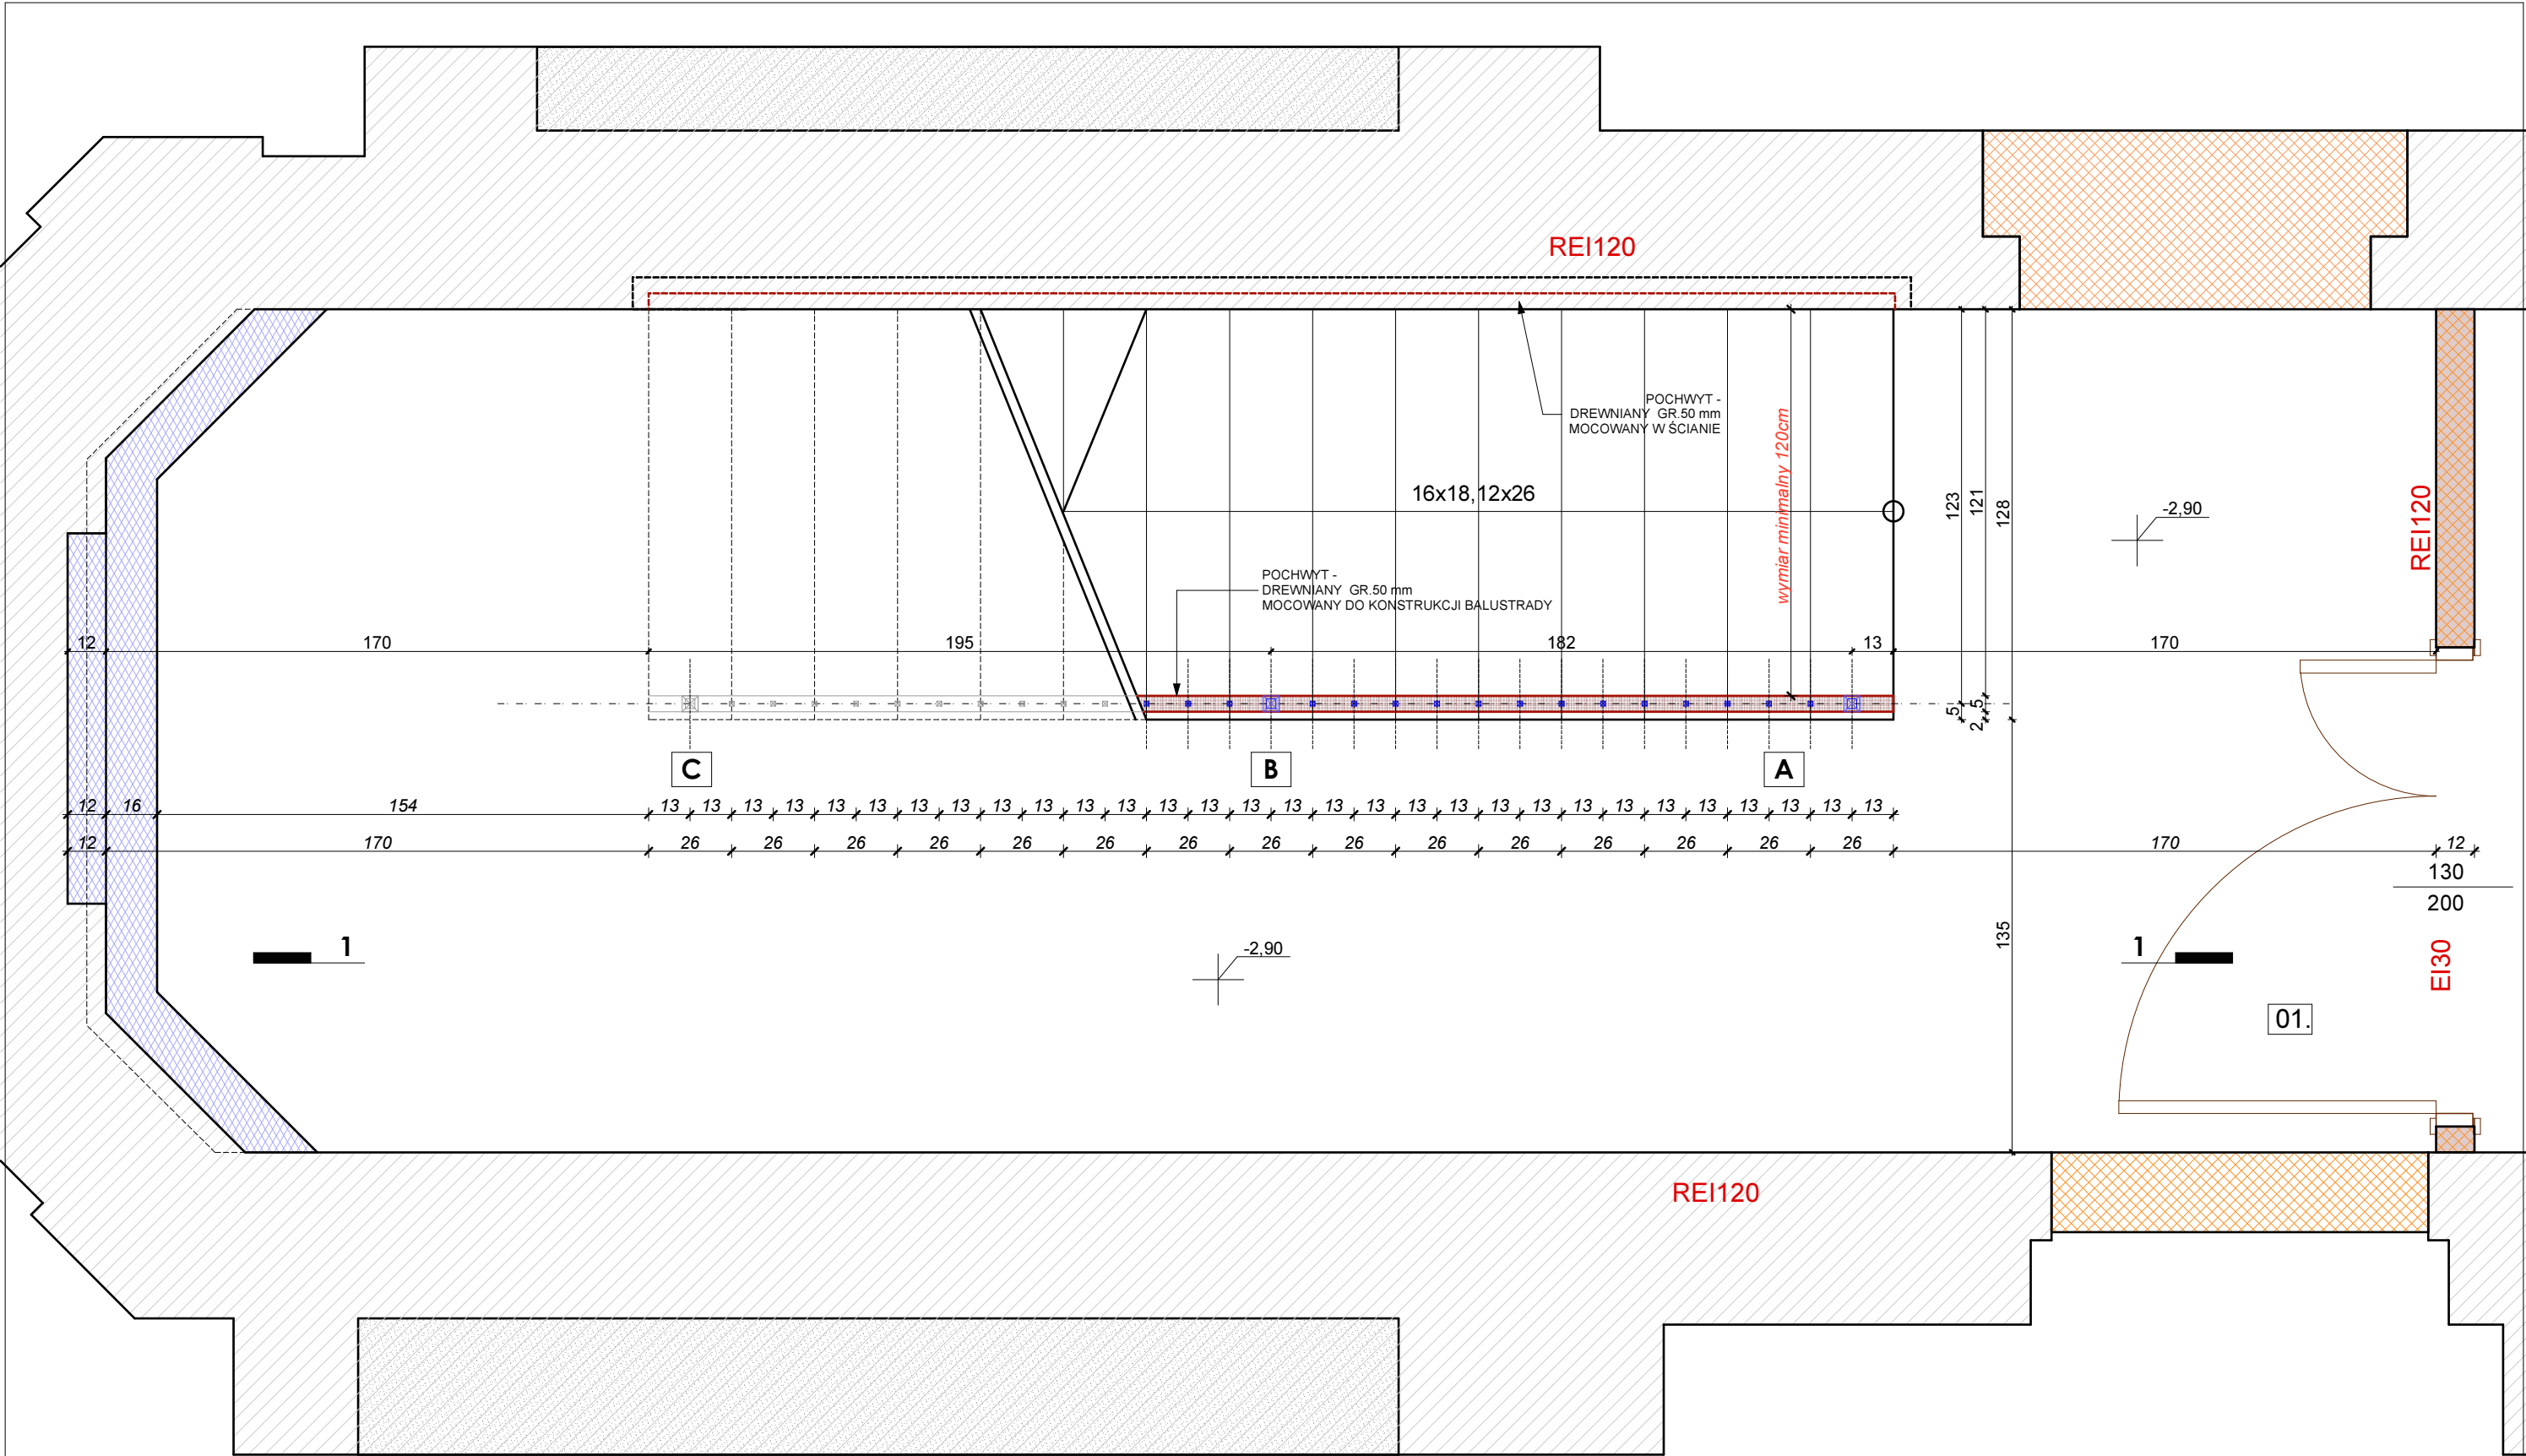 REI120
POCHWYT -
DREWNIANY GR.50 mm
MOCOWANY W ŚCIANIE
wymiar minimalny 120cm
16x18,12x26
123
121
128
-2,90
REI120
POCHWYT -
DREWNIANY GR.50 mm
MOCOWANY DO KONSTRUKCJI BALUSTRADY
12 170 195 182 13 170
5
5
2
C B A
12 16 154 13 13 13 13 13 13 13 13 13 13 13 13 13 13 13 13 13 13 13 13 13 13 13 13 13 13 13 13 13 13
12 170 26 26 26 26 26 26 26 26 26 26 26 26 26 26 26 170 12
130
200
135
1
-2,90
1
EI30
01.
REI120